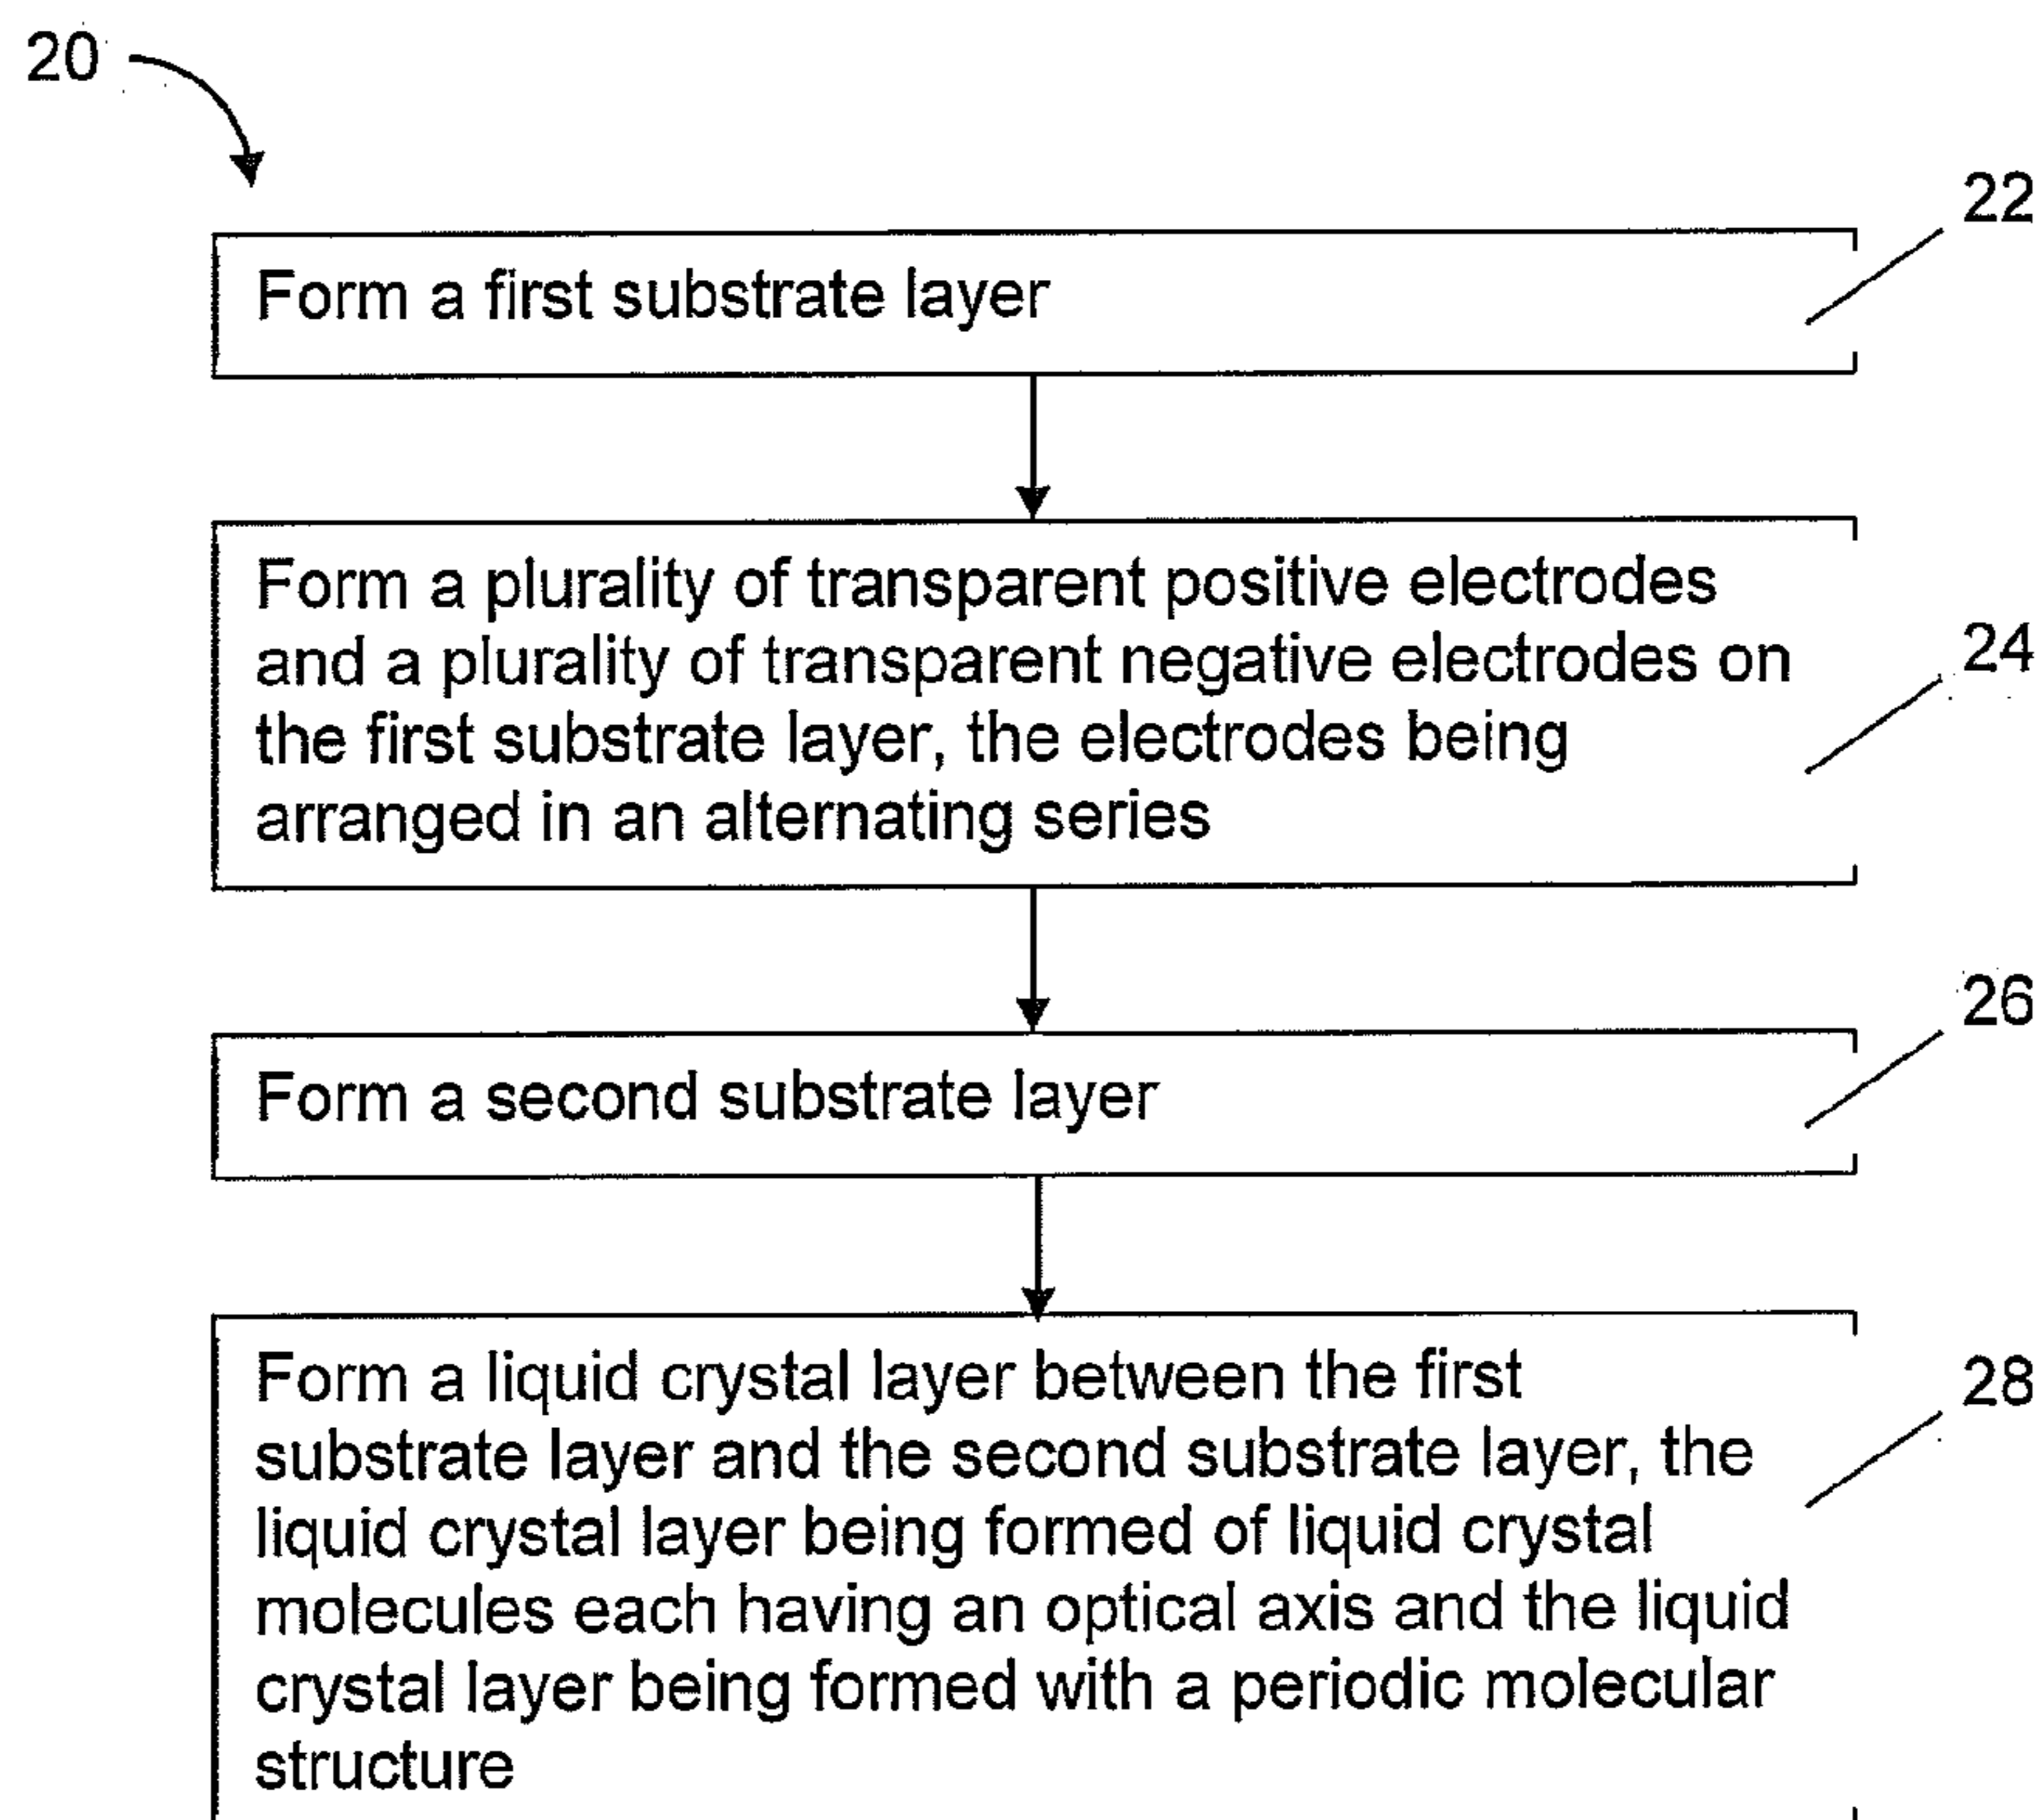 20
22
Form a first substrate layer
Form a plurality of transparent positive electrodes
and a plurality of transparent negative electrodes on
24
the first substrate layer, the electrodes being
arranged in an alternating series
26
Form a second substrate layer
Form a liquid crystal layer between the first
28
substrate layer and the second substrate layer, the
liquid crystal layer being formed of liquid crystal
molecules each having an optical axis and the liquid
crystal layer being formed with a periodic molecular
structure